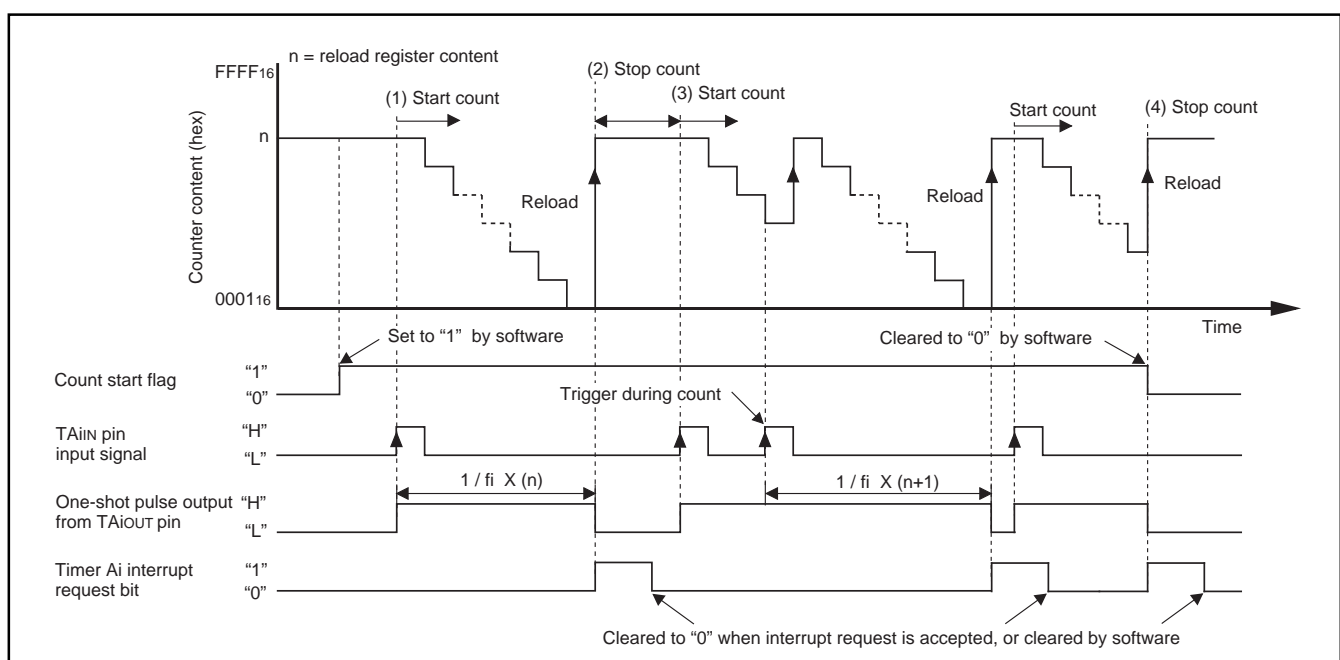 n = reload register content
FFFF16
(2) Stop count
(1) Start count
(3) Start count
Start count
(4) Stop count
n
Counter content (hex)
Reload
Reload
Reload
000116
Time
Set to “1” by software
Cleared to “0” by software
Count start flag
“1”
“0”
Trigger during count
TAiIN pin
input signal
“H”
“L”
1 / fi X (n)
1 / fi X (n+1)
One-shot pulse output
from TAiOUT pin
“H”
“L”
Timer Ai interrupt
request bit
“1”
“0”
Cleared to “0” when interrupt request is accepted, or cleared by software